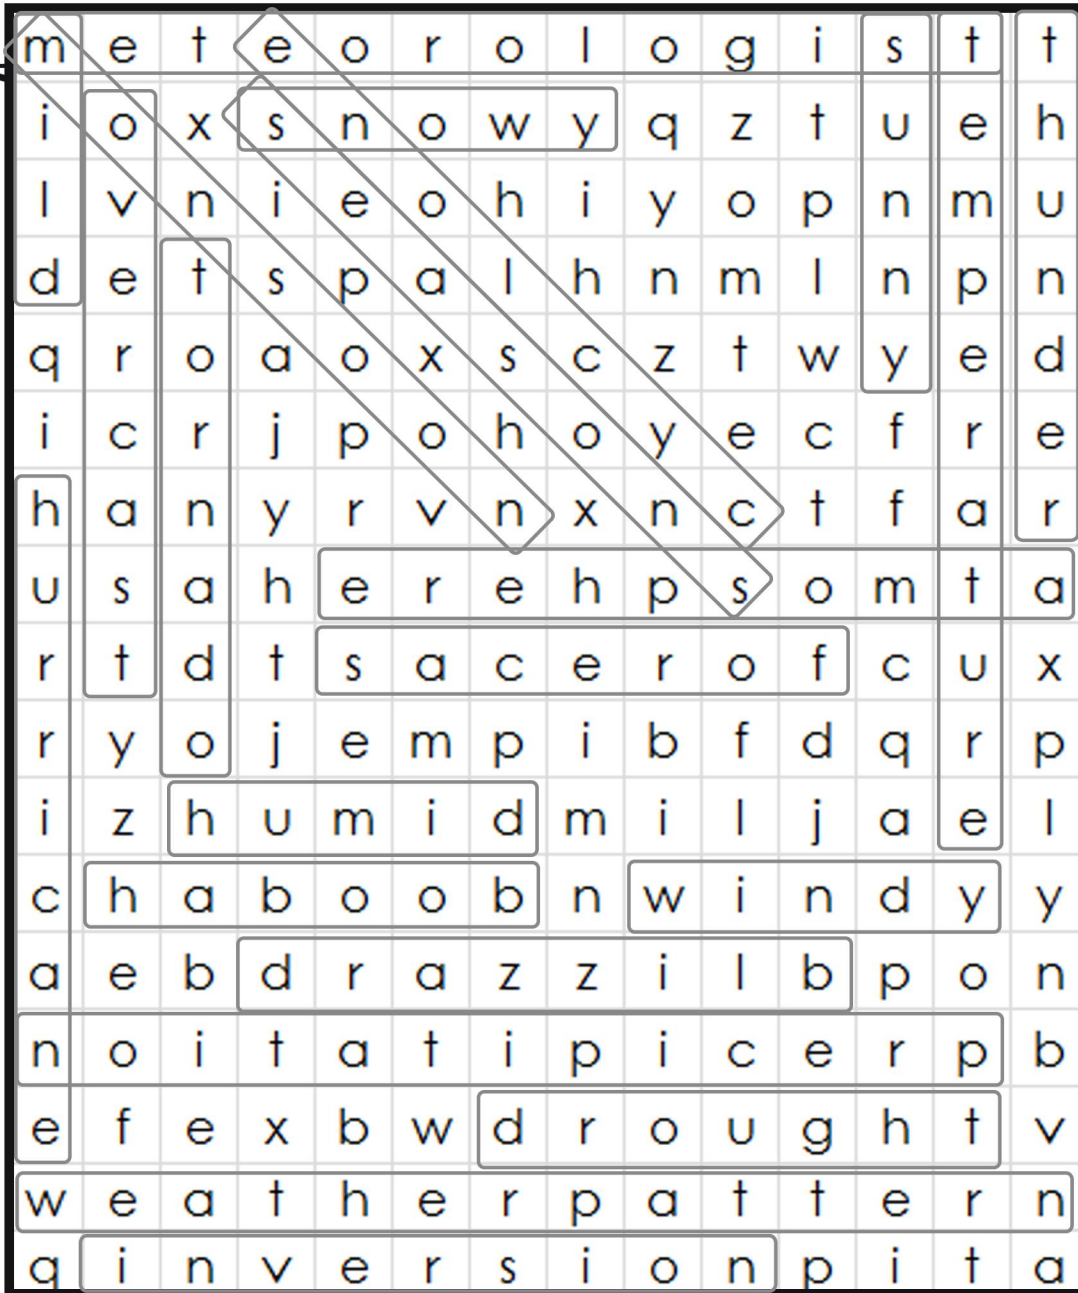 m e t e o r o l o g i s t t
i o x s n o w y q z t u e h
l v n i e o h i y o p n m u
d e t s p a l h n m l n p n
q r o a o x s c z t w y e d
i c r j p o h o y e c f r e
h a n y r v n x n c t f a r
u s a h e r e h p s o m t a
r t d t s a c e r o f c u x
r y o j e m p i b f d q r p
i z h u m i d m i l j a e l
c h a b o o b n w i n d y y
a e b d r a z z i l b p o n
n o i t a t i p i c e r p b
e f e x b w d r o u g h t v
w e a t h e r p a t t e r n
q i n v e r s i o n p i t a